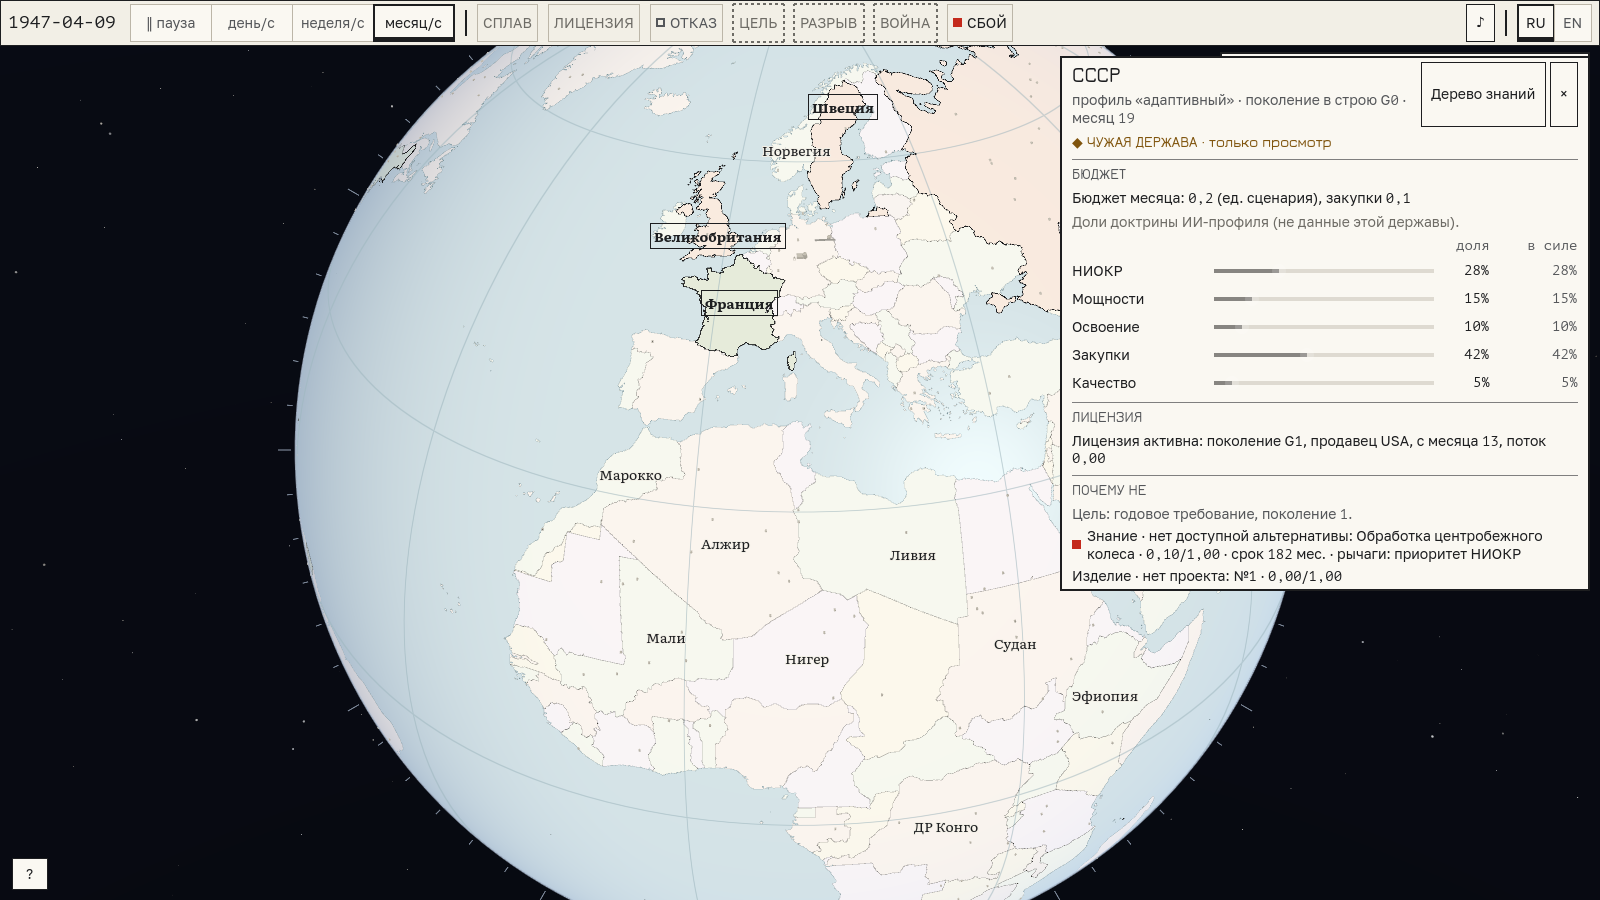 1947-04-09 ‖ пауза день/с неделя/с месяц/с СПЛАВ ЛИЦЕНЗИЯ ОТКАЗ ЦЕЛЬ РАЗРЫВ ВОЙНА СБОЙ ♪ RU EN
СССР
профиль «адаптивный» · поколение в строю G0 ·
месяц 19
Дерево знаний ×
◆ ЧУЖАЯ ДЕРЖАВА · только просмотр
БЮДЖЕТ
Бюджет месяца: 0,2 (ед. сценария), закупки 0,1
Доли доктрины ИИ-профиля (не данные этой державы).
доля в силе
НИОКР 28% 28%
Мощности 15% 15%
Освоение 10% 10%
Закупки 42% 42%
Качество 5% 5%
ЛИЦЕНЗИЯ
Лицензия активна: поколение G1, продавец USA, с месяца 13, поток
0,00
ПОЧЕМУ НЕ
Цель: годовое требование, поколение 1.
Знание · нет доступной альтернативы: Обработка центробежного
колеса · 0,10/1,00 · срок 182 мес. · рычаги: приоритет НИОКР
Изделие · нет проекта: №1 · 0,00/1,00
Швеция
Норвегия
Великобритания
Франция
Марокко
Алжир
Ливия
Мали
Нигер
Судан
Эфиопия
ДР Конго
?